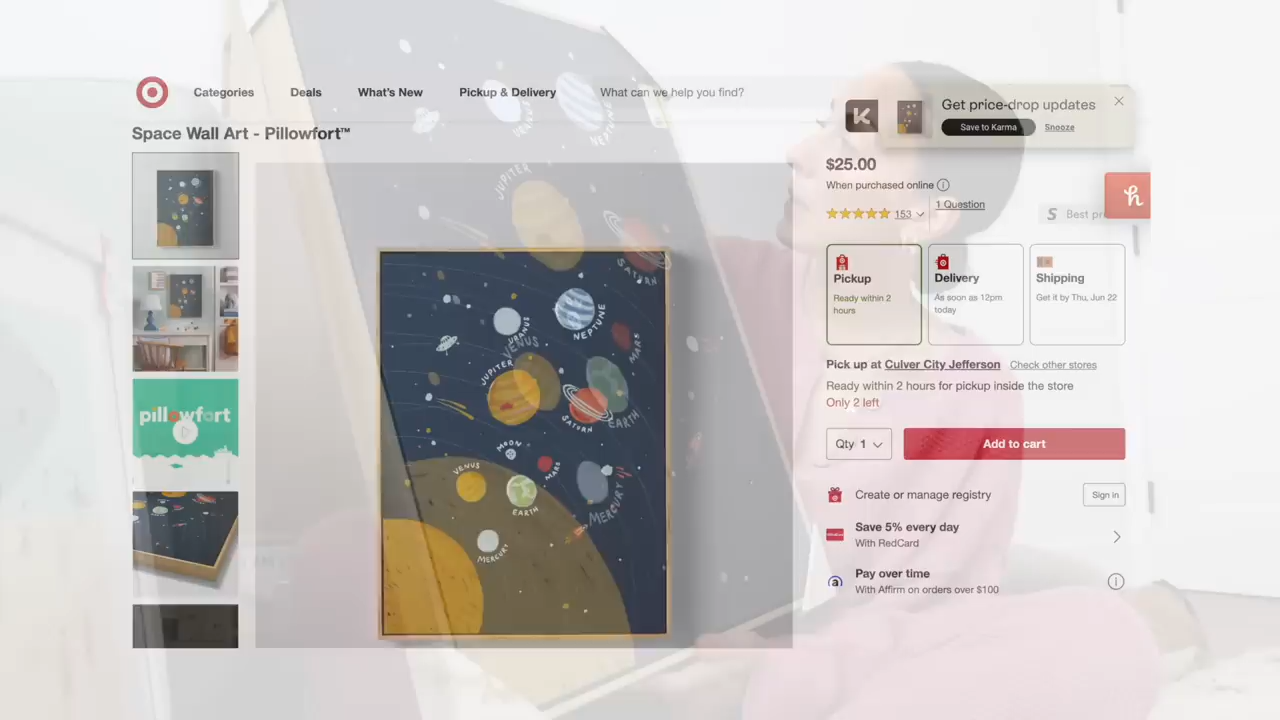 Categories
Deals
What's New
Pickup & Delivery
What can we help you find?
K
Get price-drop updates
Save to Karma
Snooze
Space Wall Art - Pillowfort™
$25.00
When purchased online
153
1 Question
h
S
Pickup
Ready within 2
hours
Delivery
As soon as 12pm
today
Shipping
Get it by Thu, Jun 22
Pick up at Culver City Jefferson
Check other stores
Ready within 2 hours for pickup inside the store
Only 2 left
Qty 1
Add to cart
Create or manage registry
Sign in
Save 5% every day
With RedCard
a
Pay over time
With Affirm on orders over $100
pillowfort
URANUS
NEPTUNE
JUPITER
SATURN
MOON
VENUS
MARS
EARTH
MERCURY
URANUS
NEPTUNE
JUPITER
SATURN
VENUS
MARS
EARTH
MERCURY